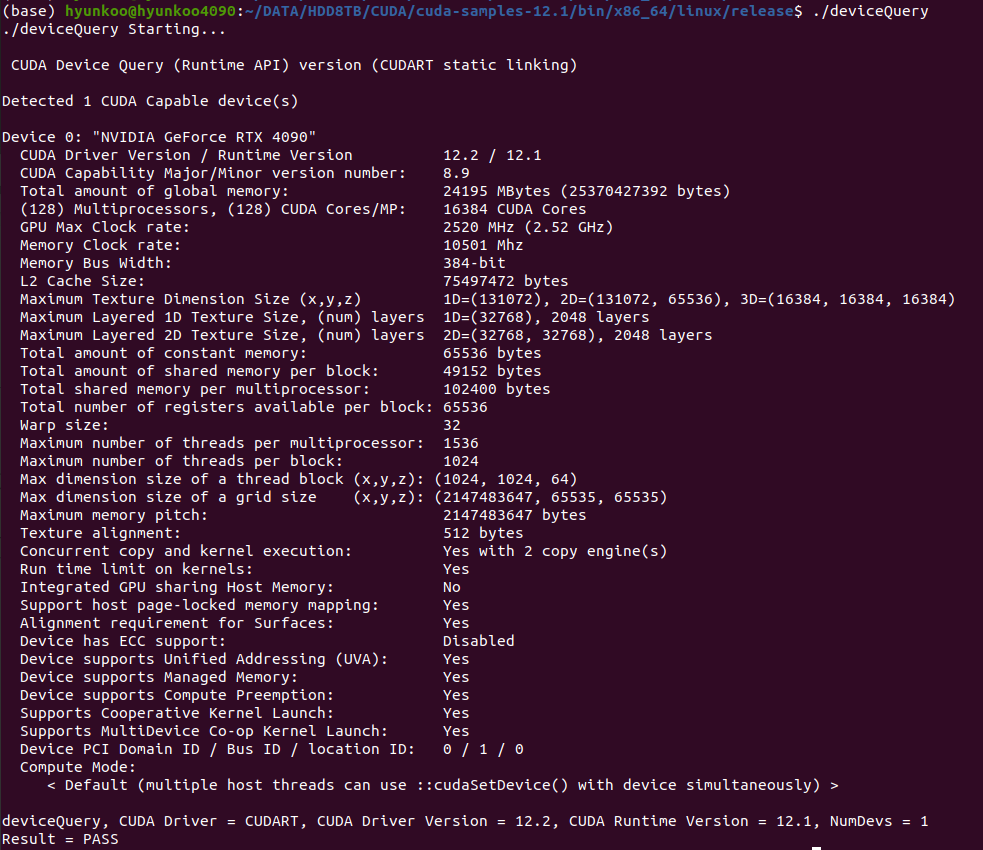 (base) hyunkoo@hyunkoo4090:~/DATA/HDD8TB/CUDA/cuda-samples-12.1/bin/x86_64/linux/release$ ./deviceQuery
./deviceQuery Starting...

 CUDA Device Query (Runtime API) version (CUDART static linking)

Detected 1 CUDA Capable device(s)

Device 0: "NVIDIA GeForce RTX 4090"
  CUDA Driver Version / Runtime Version          12.2 / 12.1
  CUDA Capability Major/Minor version number:    8.9
  Total amount of global memory:                 24195 MBytes (25370427392 bytes)
  (128) Multiprocessors, (128) CUDA Cores/MP:    16384 CUDA Cores
  GPU Max Clock rate:                            2520 MHz (2.52 GHz)
  Memory Clock rate:                             10501 Mhz
  Memory Bus Width:                              384-bit
  L2 Cache Size:                                 75497472 bytes
  Maximum Texture Dimension Size (x,y,z)         1D=(131072), 2D=(131072, 65536), 3D=(16384, 16384, 16384)
  Maximum Layered 1D Texture Size, (num) layers  1D=(32768), 2048 layers
  Maximum Layered 2D Texture Size, (num) layers  2D=(32768, 32768), 2048 layers
  Total amount of constant memory:               65536 bytes
  Total amount of shared memory per block:       49152 bytes
  Total shared memory per multiprocessor:        102400 bytes
  Total number of registers available per block: 65536
  Warp size:                                     32
  Maximum number of threads per multiprocessor:  1536
  Maximum number of threads per block:           1024
  Max dimension size of a thread block (x,y,z): (1024, 1024, 64)
  Max dimension size of a grid size    (x,y,z): (2147483647, 65535, 65535)
  Maximum memory pitch:                          2147483647 bytes
  Texture alignment:                             512 bytes
  Concurrent copy and kernel execution:          Yes with 2 copy engine(s)
  Run time limit on kernels:                     Yes
  Integrated GPU sharing Host Memory:            No
  Support host page-locked memory mapping:       Yes
  Alignment requirement for Surfaces:            Yes
  Device has ECC support:                        Disabled
  Device supports Unified Addressing (UVA):      Yes
  Device supports Managed Memory:                Yes
  Device supports Compute Preemption:            Yes
  Supports Cooperative Kernel Launch:            Yes
  Supports MultiDevice Co-op Kernel Launch:      Yes
  Device PCI Domain ID / Bus ID / location ID:   0 / 1 / 0
  Compute Mode:
     < Default (multiple host threads can use ::cudaSetDevice() with device simultaneously) >

deviceQuery, CUDA Driver = CUDART, CUDA Driver Version = 12.2, CUDA Runtime Version = 12.1, NumDevs = 1
Result = PASS